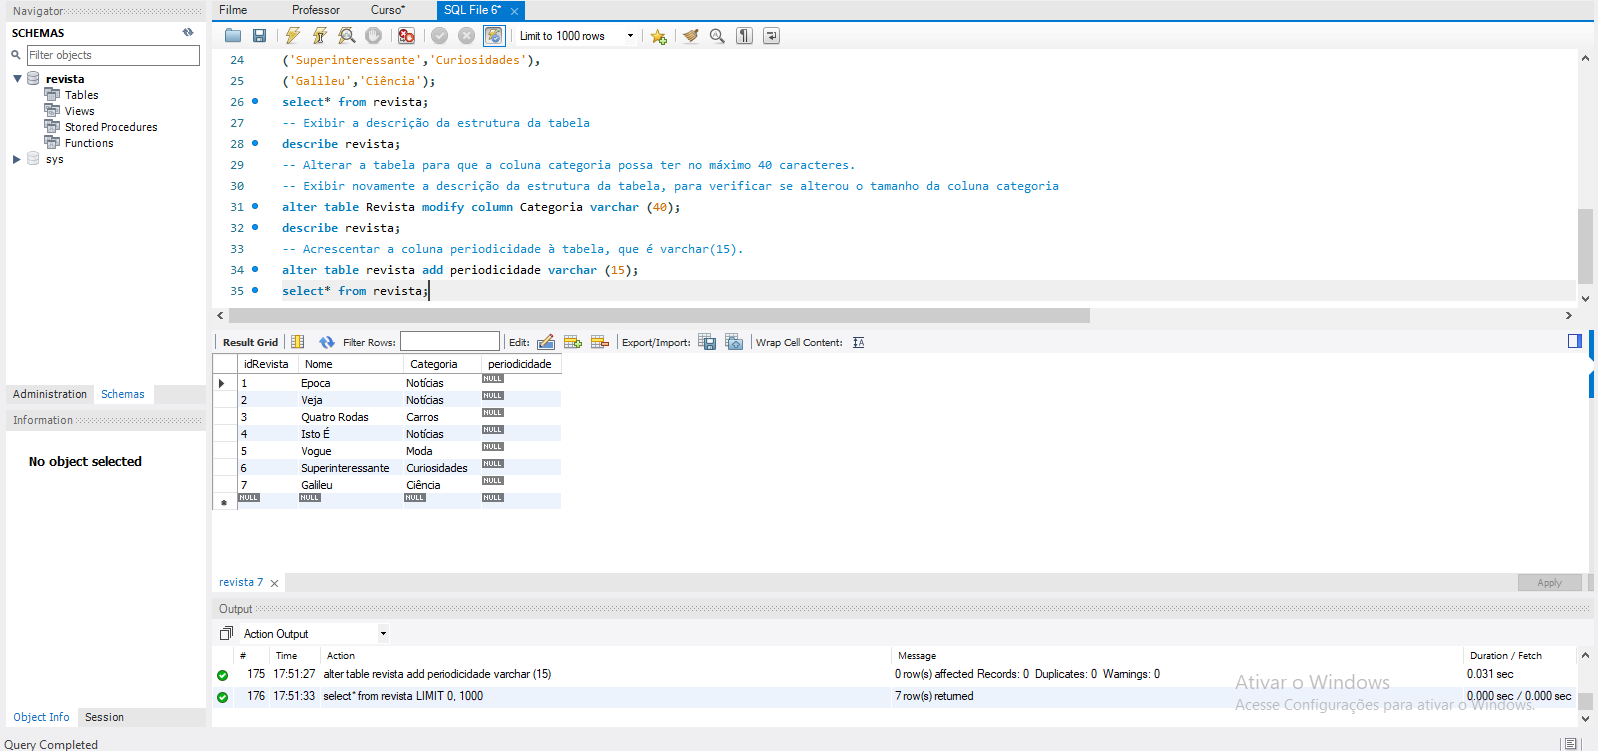 Navigator
SCHEMAS
Filter objects
revista
Tables
Views
Stored Procedures
Functions
sys
Administration Schemas
Information
No object selected
Object Info Session
Query Completed
Filme Professor Curso* SQL File 6*
Limit to 1000 rows
24 ('Superinteressante','Curiosidades'),
25 ('Galileu','Ciência');
26 select* from revista;
27 -- Exibir a descrição da estrutura da tabela
28 describe revista;
29 -- Alterar a tabela para que a coluna categoria possa ter no máximo 40 caracteres.
30 -- Exibir novamente a descrição da estrutura da tabela, para verificar se alterou o tamanho da coluna categoria
31 alter table Revista modify column Categoria varchar (40);
32 describe revista;
33 -- Acrescentar a coluna periodicidade à tabela, que é varchar(15).
34 alter table revista add periodicidade varchar (15);
35 select* from revista;
Result Grid Filter Rows: Edit: Export/Import: Wrap Cell Content:
idRevista Nome Categoria periodicidade
1 Epoca Notícias NULL
2 Veja Notícias NULL
3 Quatro Rodas Carros NULL
4 Isto É Notícias NULL
5 Vogue Moda NULL
6 Superinteressante Curiosidades NULL
7 Galileu Ciência NULL
NULL NULL NULL NULL
revista 7
Apply
Output
Action Output
# Time Action Message Duration / Fetch
175 17:51:27 alter table revista add periodicidade varchar (15) 0 row(s) affected Records: 0 Duplicates: 0 Warnings: 0 0.031 sec
176 17:51:33 select* from revista LIMIT 0, 1000 7 row(s) returned 0.000 sec / 0.000 sec
Ativar o Windows
Acesse Configurações para ativar o Windows.